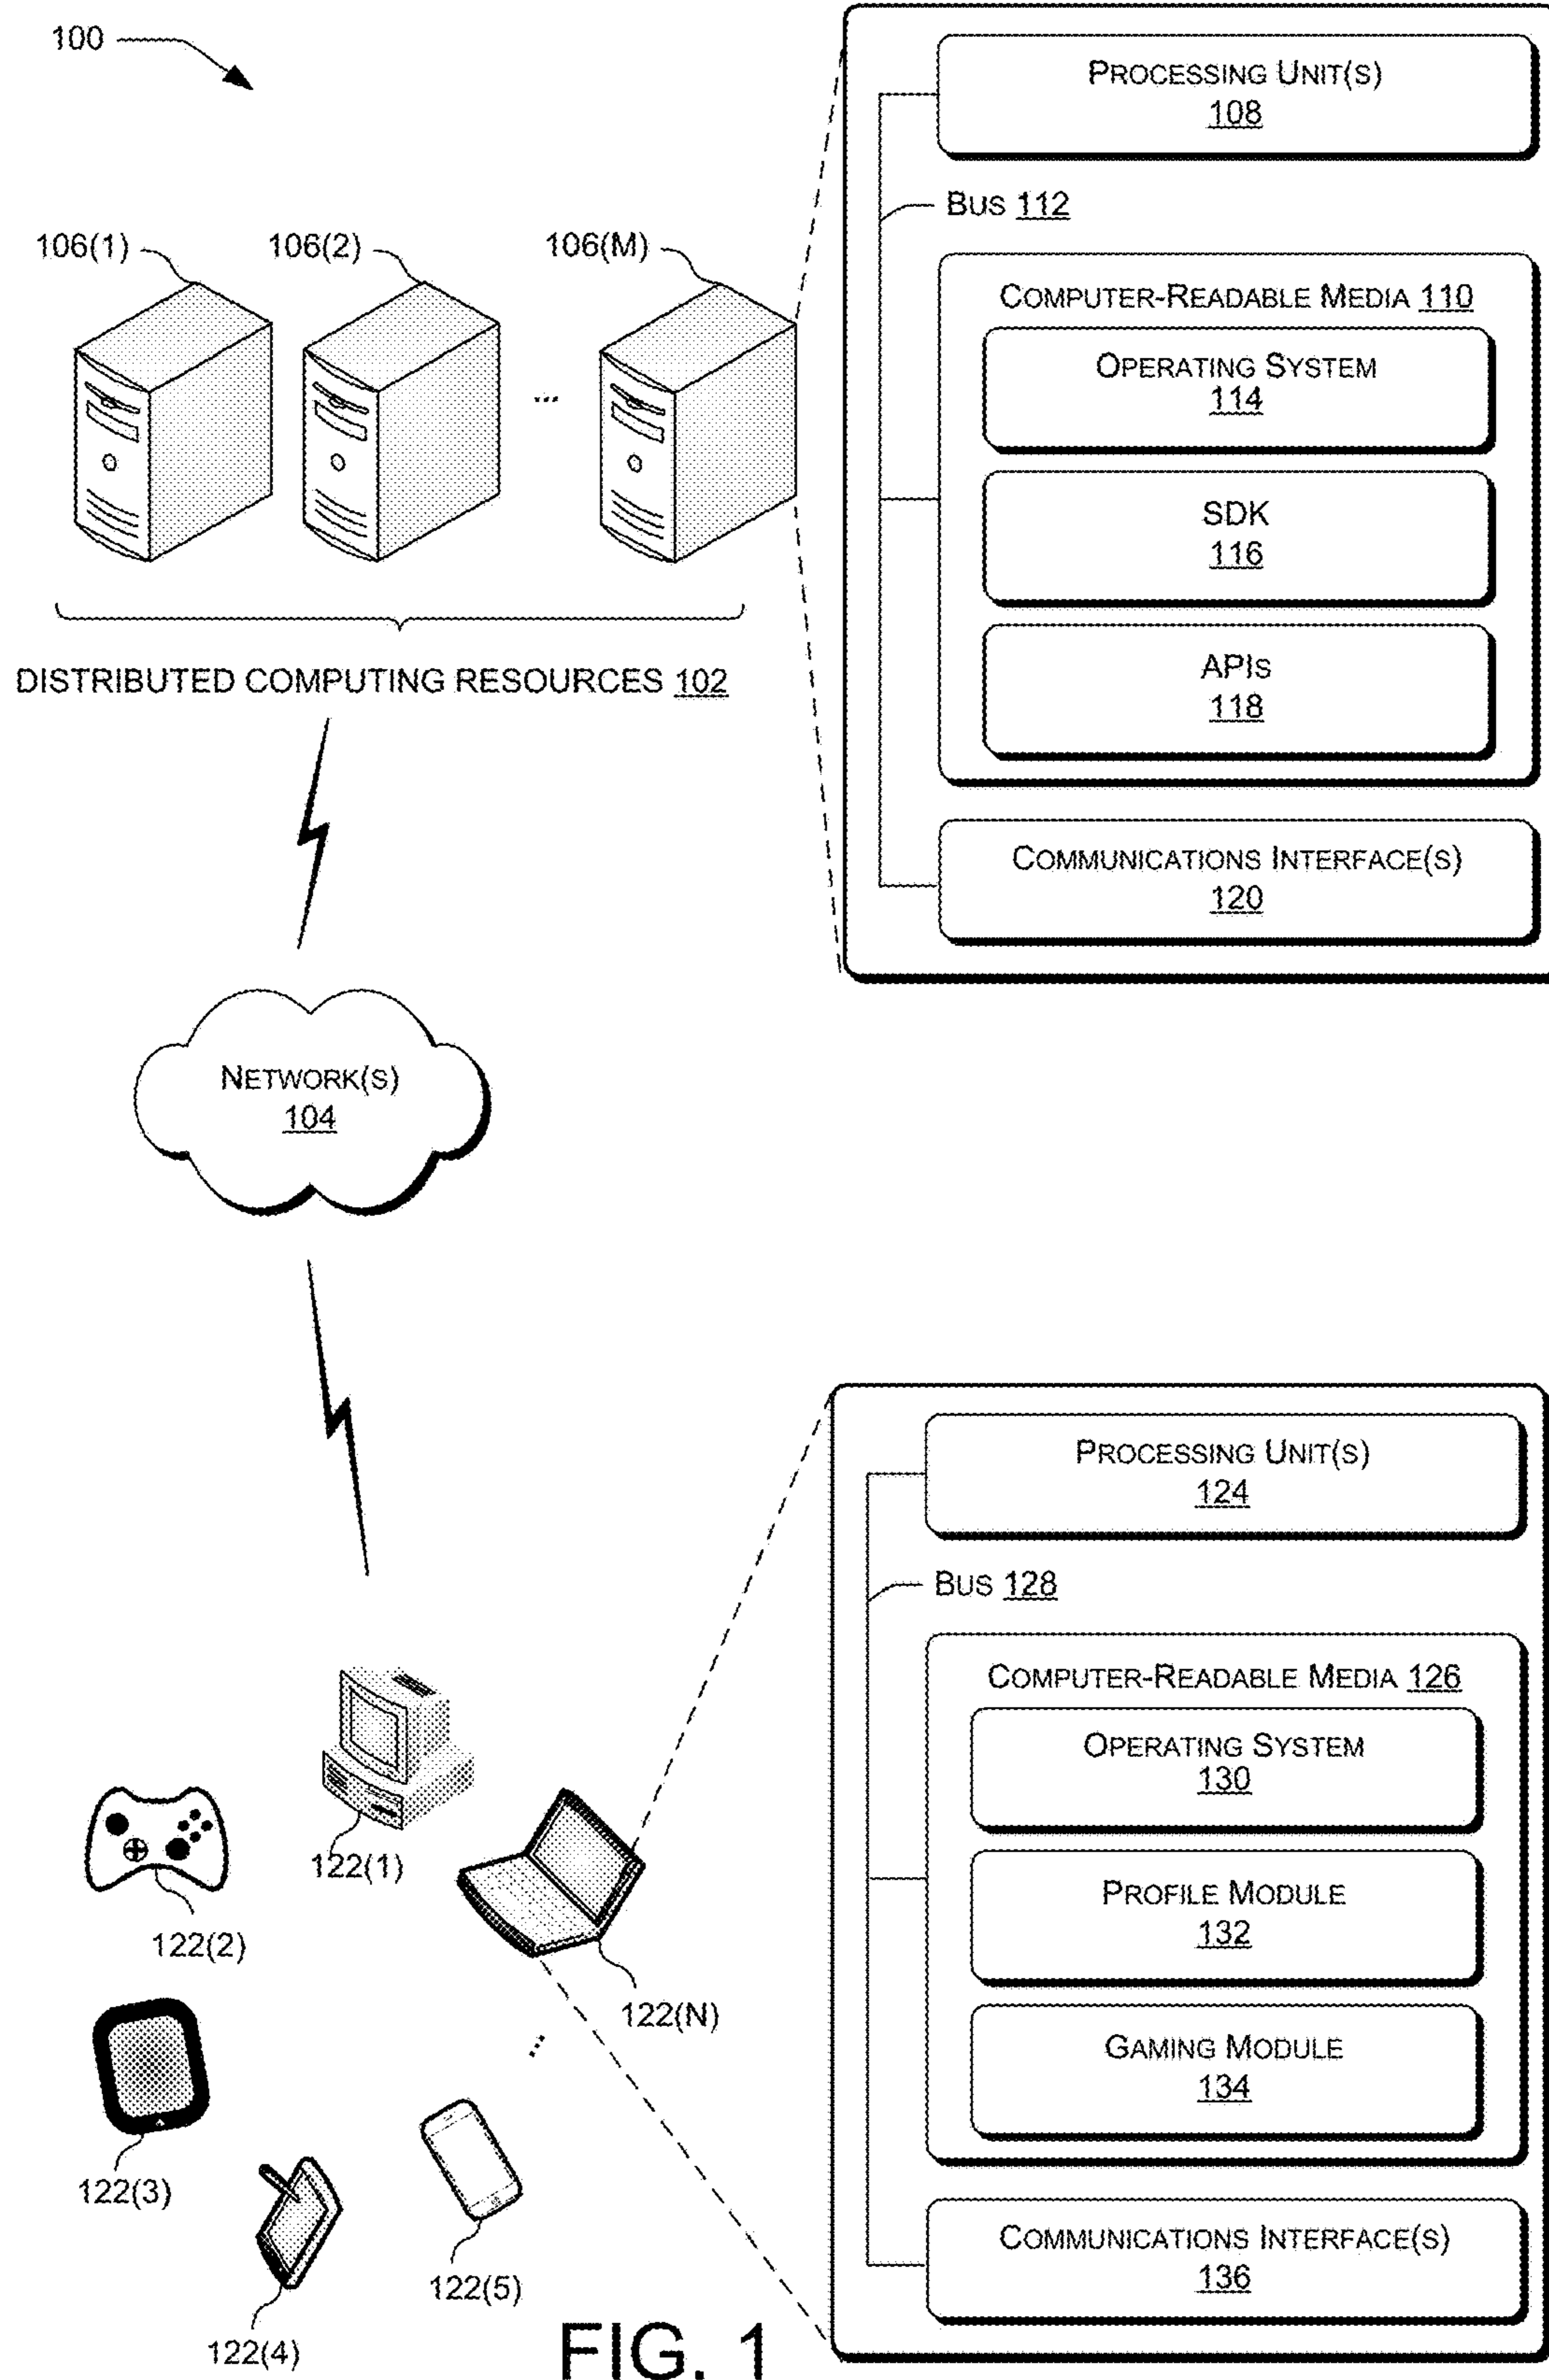 100
106(1)
106(2)
106(M)
...
DISTRIBUTED COMPUTING RESOURCES 102
PROCESSING UNIT(S)
108
BUS 112
COMPUTER-READABLE MEDIA 110
OPERATING SYSTEM
114
SDK
116
APIS
118
COMMUNICATIONS INTERFACE(S)
120
NETWORK(S)
104
122(1)
122(2)
122(N)
...
122(3)
122(5)
122(4)
PROCESSING UNIT(S)
124
BUS 128
COMPUTER-READABLE MEDIA 126
OPERATING SYSTEM
130
PROFILE MODULE
132
GAMING MODULE
134
COMMUNICATIONS INTERFACE(S)
136
FIG. 1